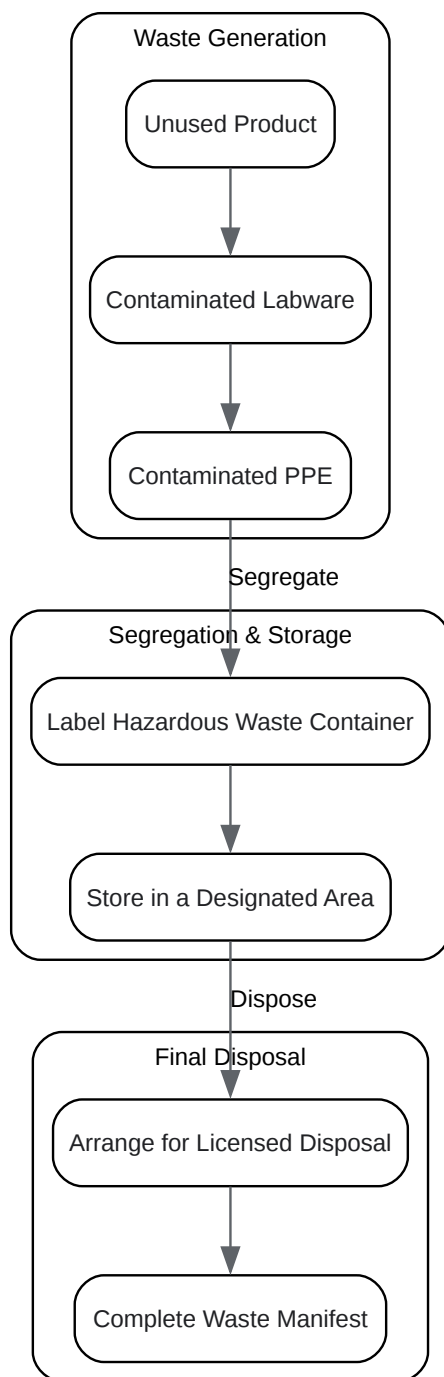 Waste Generation
Unused Product
Contaminated Labware
Contaminated PPE
Segregate
Segregation & Storage
Label Hazardous Waste Container
Store in a Designated Area
Dispose
Final Disposal
Arrange for Licensed Disposal
Complete Waste Manifest